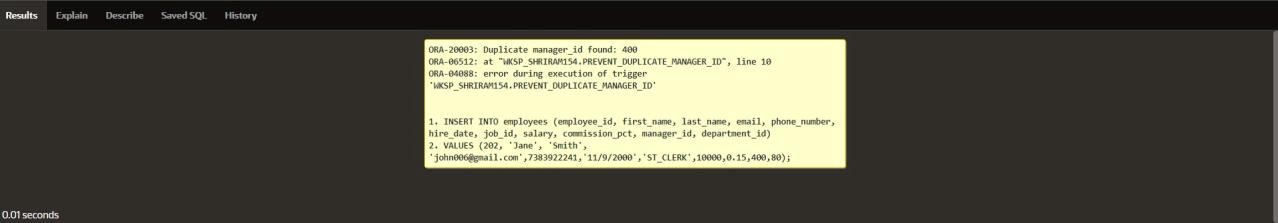 Results Explain Describe Saved SQL History
ORA-20003: Duplicate manager_id found: 400
ORA-06512: at "WKSP_SHRIRAM154.PREVENT_DUPLICATE_MANAGER_ID", line 10
ORA-04088: error during execution of trigger
'WKSP_SHRIRAM154.PREVENT_DUPLICATE_MANAGER_ID'
1. INSERT INTO employees (employee_id, first_name, last_name, email, phone_number,
hire_date, job_id, salary, commission_pct, manager_id, department_id)
2. VALUES (202, 'Jane', 'Smith',
'john006@gmail.com',7383922241,'11/9/2000','ST_CLERK',10000,0.15,400,80);
0.01 seconds